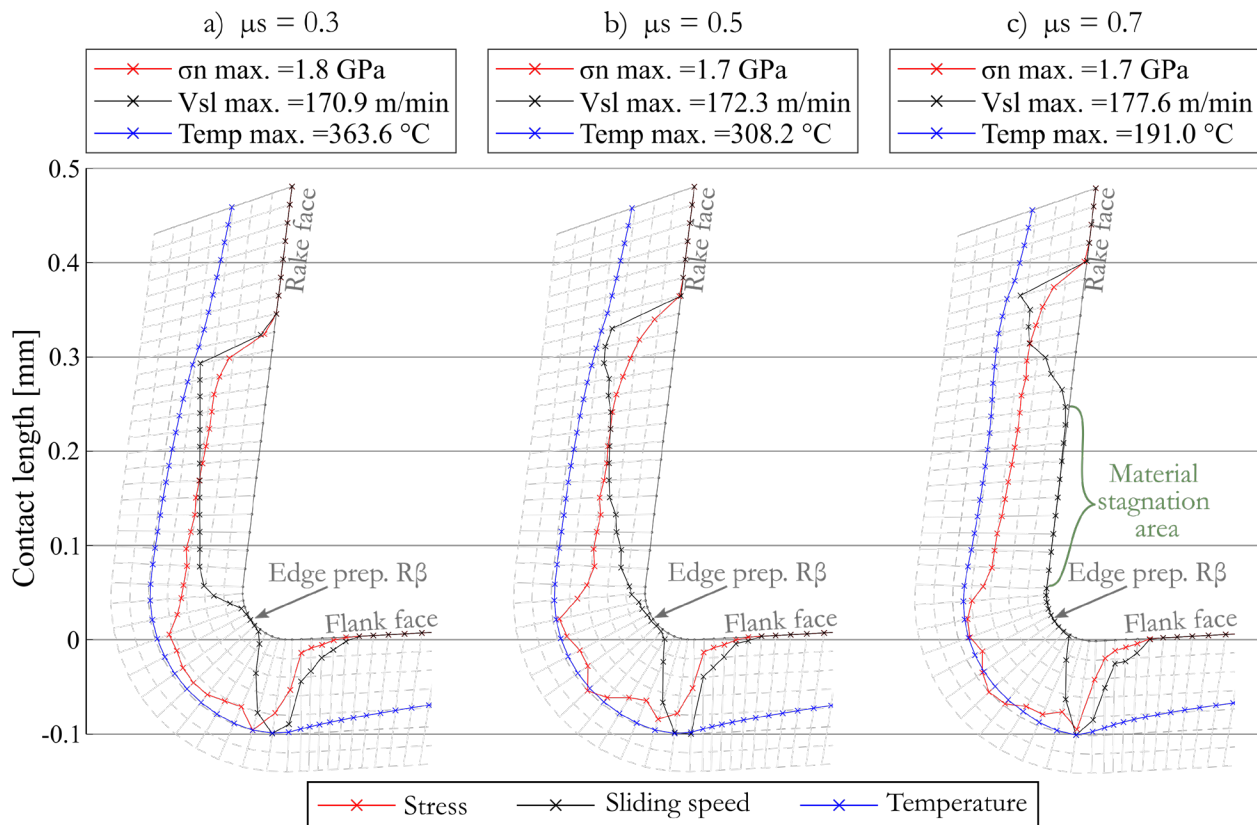 a) μs = 0.3
σn max. =1.8 GPa
Vsl max. =170.9 m/min
Temp max. =363.6 °C
b) μs = 0.5
σn max. =1.7 GPa
Vsl max. =172.3 m/min
Temp max. =308.2 °C
c) μs = 0.7
σn max. =1.7 GPa
Vsl max. =177.6 m/min
Temp max. =191.0 °C
Contact length [mm]
0.5
0.4
0.3
0.2
0.1
0
-0.1
Rake face
Edge prep. Rβ
Flank face
Rake face
Edge prep. Rβ
Flank face
Rake face
Material
stagnation
area
Edge prep. Rβ
Flank face
Stress
Sliding speed
Temperature